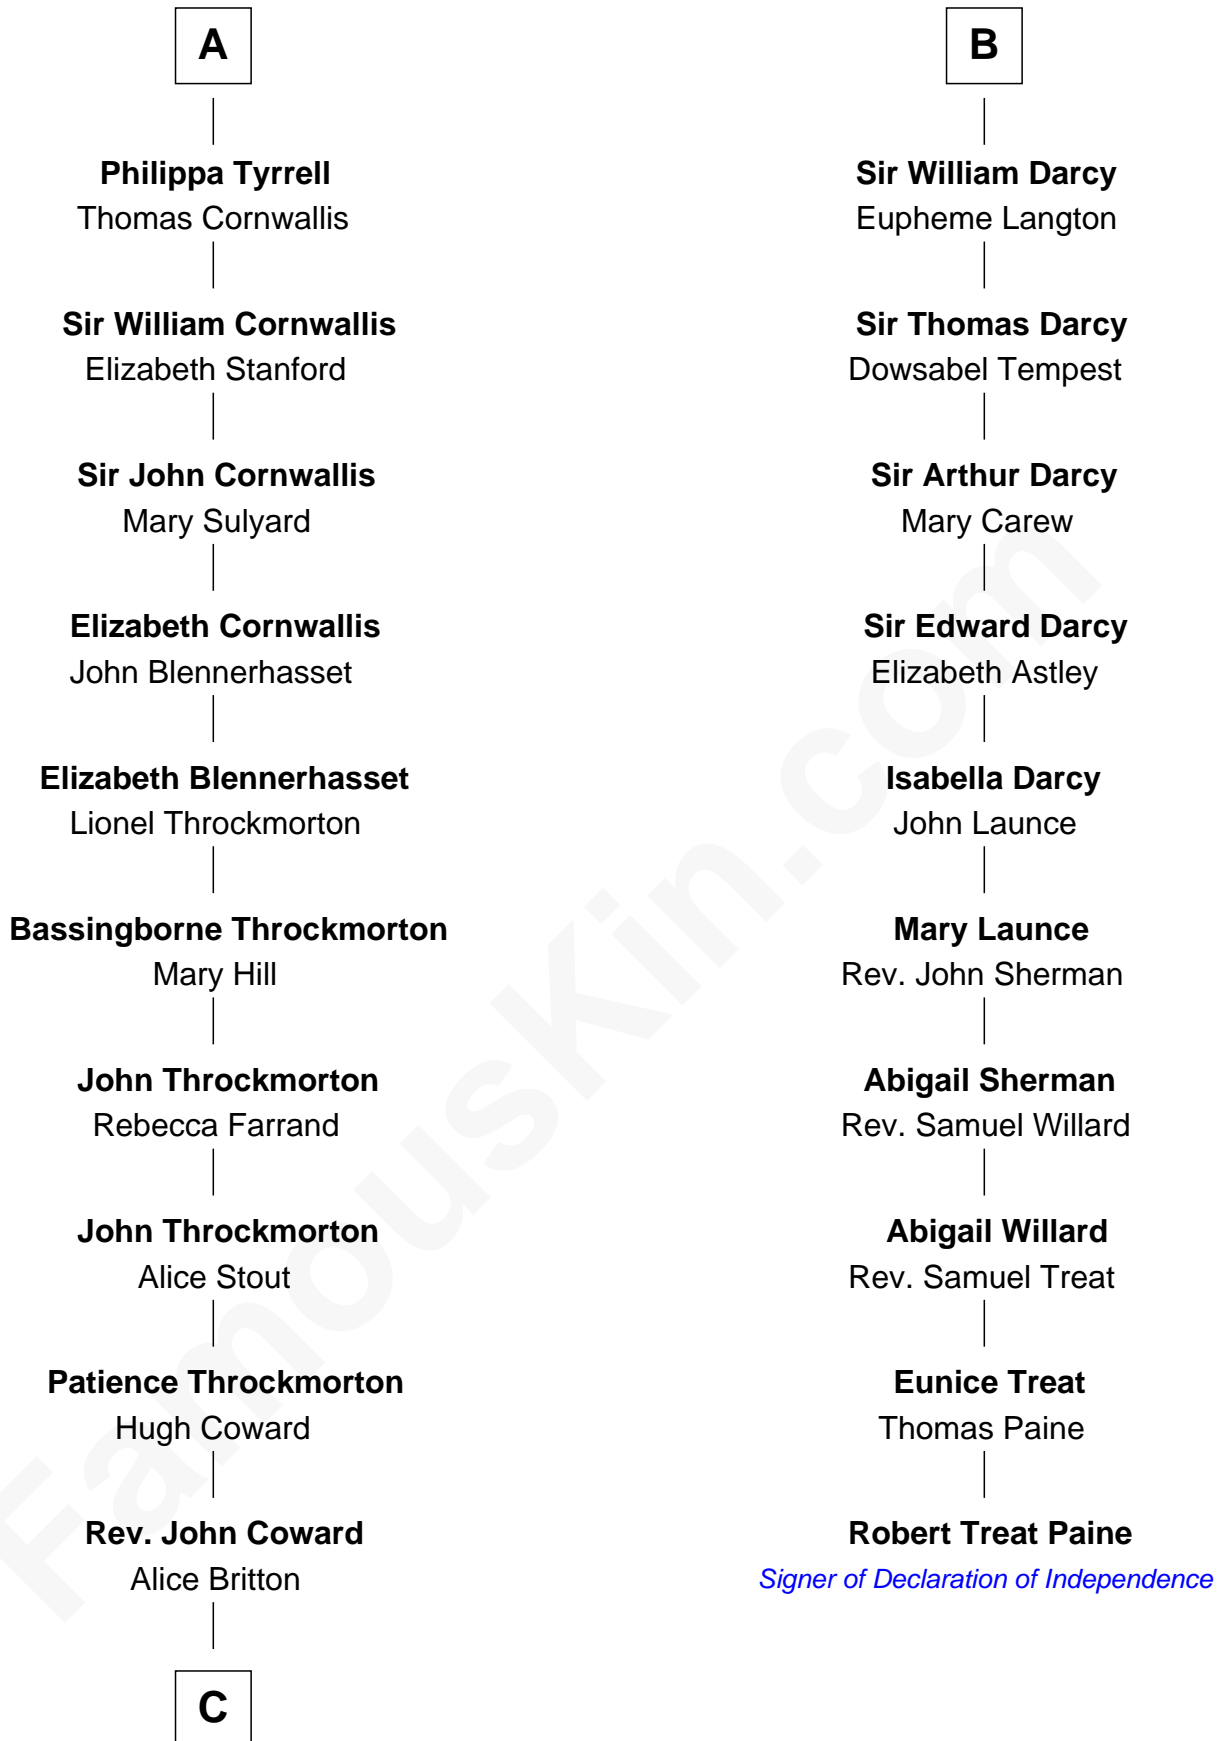 A
Philippa Tyrrell
Thomas Cornwallis
Sir William Cornwallis
Elizabeth Stanford
Sir John Cornwallis
Mary Sulyard
Elizabeth Cornwallis
John Blennerhasset
Elizabeth Blennerhasset
Lionel Throckmorton
Bassingborne Throckmorton
Mary Hill
John Throckmorton
Rebecca Farrand
John Throckmorton
Alice Stout
Patience Throckmorton
Hugh Coward
Rev. John Coward
Alice Britton
C
B
Sir William Darcy
Eupheme Langton
Sir Thomas Darcy
Dowsabel Tempest
Sir Arthur Darcy
Mary Carew
Sir Edward Darcy
Elizabeth Astley
Isabella Darcy
John Launce
Mary Launce
Rev. John Sherman
Abigail Sherman
Rev. Samuel Willard
Abigail Willard
Rev. Samuel Treat
Eunice Treat
Thomas Paine
Robert Treat Paine
Signer of Declaration of Independence
FamousKin.com